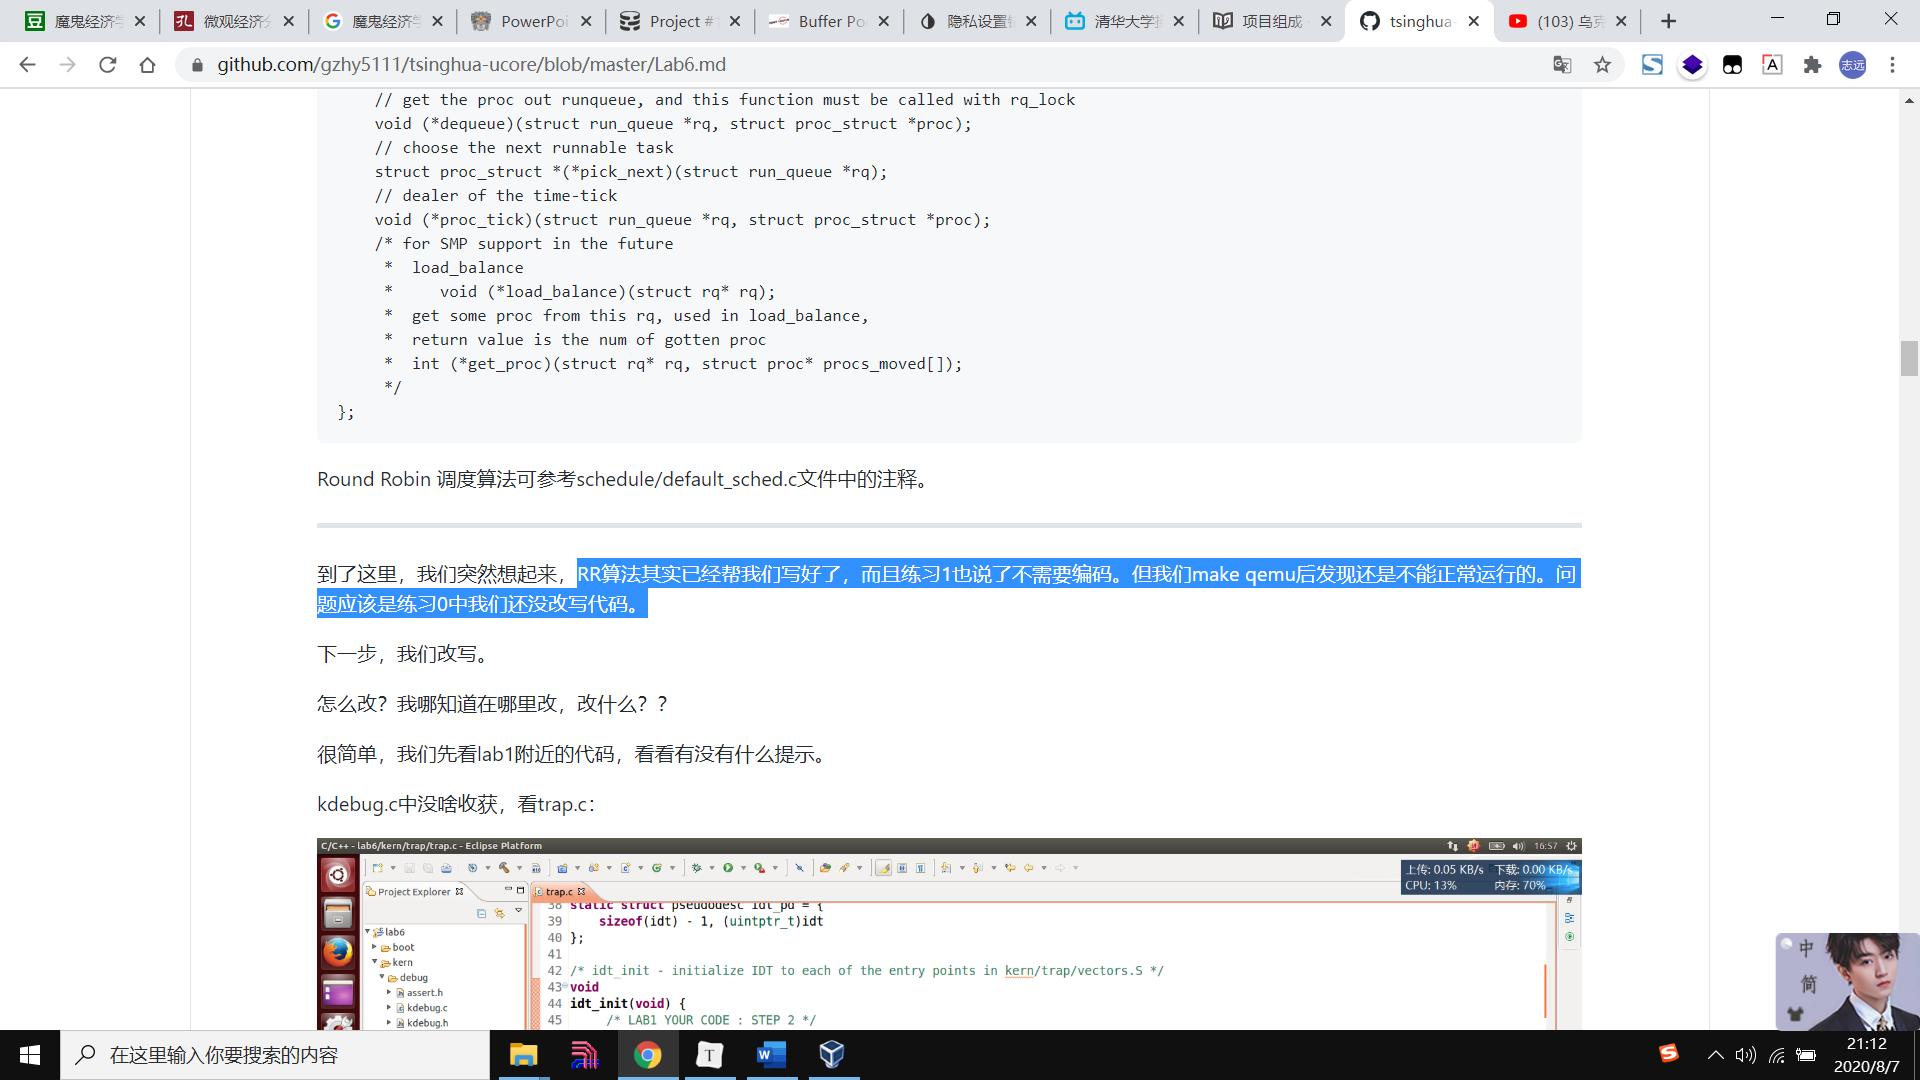 魔鬼经济学
微观经济分
魔鬼经济学
PowerPoi
Project #1
Buffer Po
隐私设置错
清华大学操
项目组成
tsinghua-
(103) 乌克
github.com/gzhy5111/tsinghua-ucore/blob/master/Lab6.md
志远
// get the proc out runqueue, and this function must be called with rq_lock
void (*dequeue)(struct run_queue *rq, struct proc_struct *proc);
// choose the next runnable task
struct proc_struct *(*pick_next)(struct run_queue *rq);
// dealer of the time-tick
void (*proc_tick)(struct run_queue *rq, struct proc_struct *proc);
/* for SMP support in the future
 *  load_balance
 *     void (*load_balance)(struct rq* rq);
 *  get some proc from this rq, used in load_balance,
 *  return value is the num of gotten proc
 *  int (*get_proc)(struct rq* rq, struct proc* procs_moved[]);
 */
};
Round Robin 调度算法可参考schedule/default_sched.c文件中的注释。
到了这里，我们突然想起来，RR算法其实已经帮我们写好了，而且练习1也说了不需要编码。但我们make qemu后发现还是不能正常运行的。问
题应该是练习0中我们还没改写代码。
下一步，我们改写。
怎么改？我哪知道在哪里改，改什么？？
很简单，我们先看lab1附近的代码，看看有没有什么提示。
kdebug.c中没啥收获，看trap.c：
C/C++ - lab6/kern/trap/trap.c - Eclipse Platform
16:57
上传: 0.05 KB/s 下载: 0.00 KB/s
CPU: 13% 内存: 70%
Project Explorer
trap.c
lab6
boot
kern
debug
assert.h
kdebug.c
kdebug.h
38 static struct pseudodesc idt_pd = {
39     sizeof(idt) - 1, (uintptr_t)idt
40 };
41
42 /* idt_init - initialize IDT to each of the entry points in kern/trap/vectors.S */
43 void
44 idt_init(void) {
45      /* LAB1 YOUR CODE : STEP 2 */
中
简
在这里输入你要搜索的内容
21:12
2020/8/7